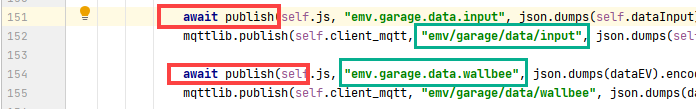 151 await publish(self.js, "emv.garage.data.input", json.dumps(self.dataInput)
152 mqttlib.publish(self.client_mqtt, "emv/garage/data/input", json.dumps(sel
153
154 await publish(self.js, "emv.garage.data.wallbee", json.dumps(dataEV).enco
155 mqttlib.publish(self.client_mqtt, "emv/garage/data/wallbee", json.dumps(d
156